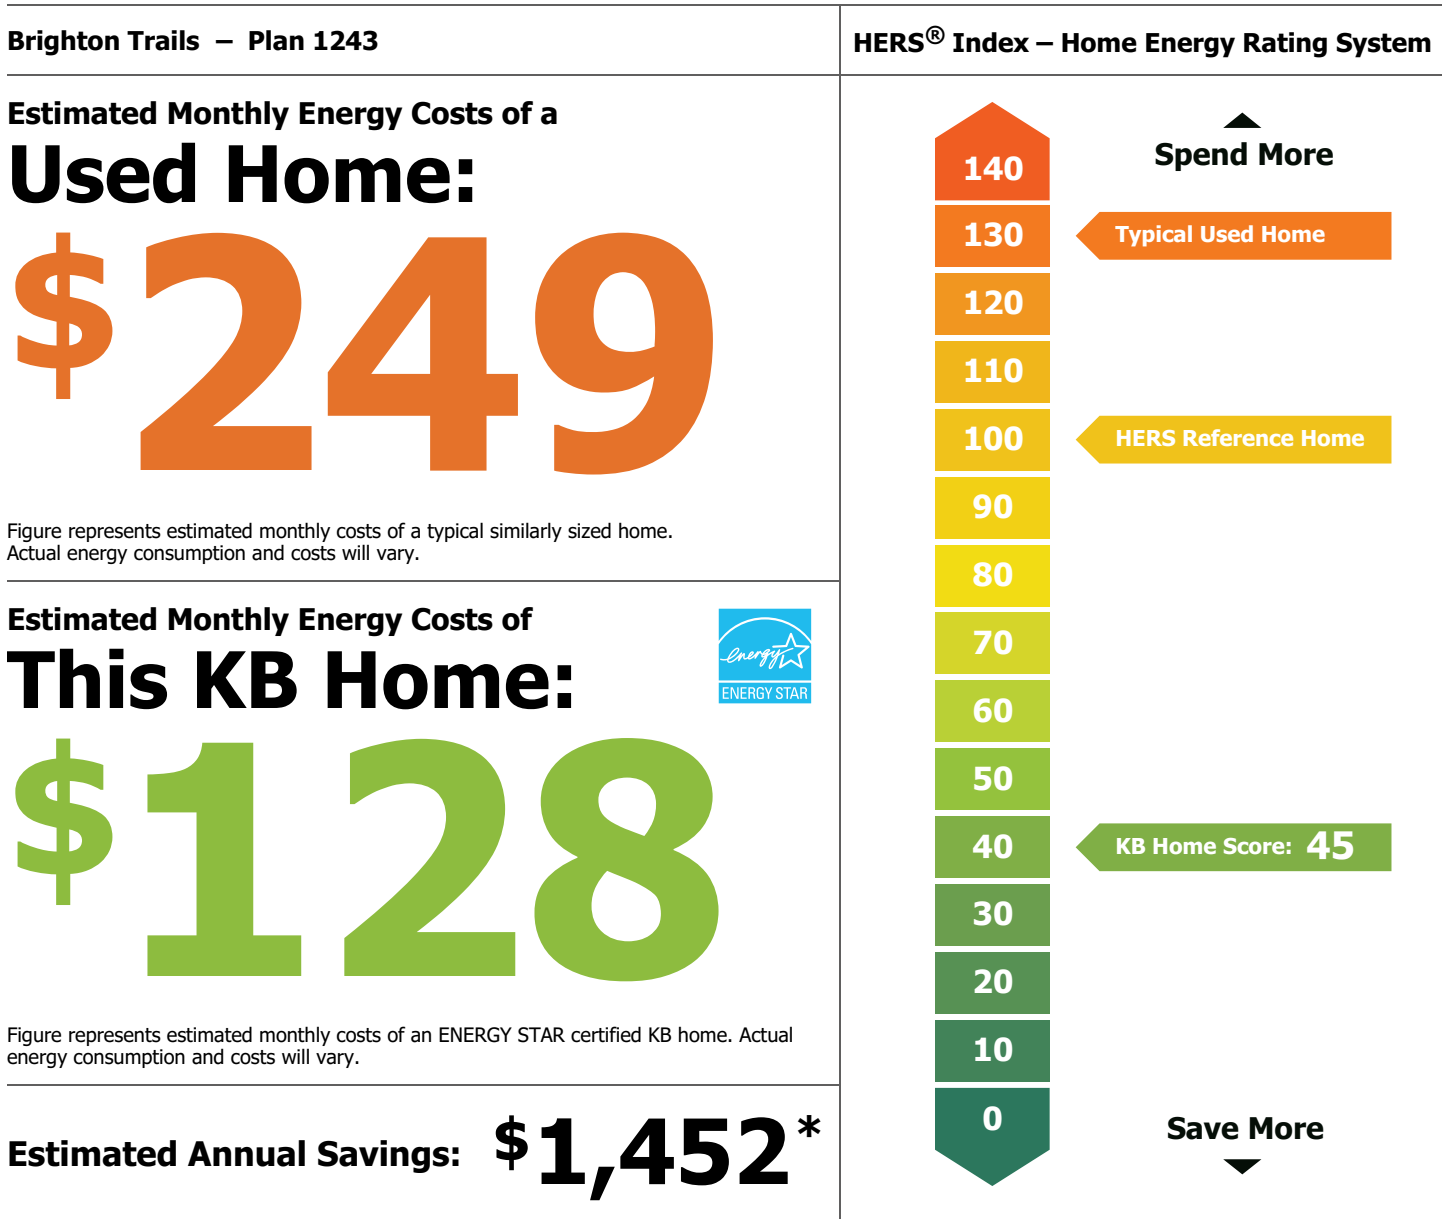 Brighton Trails – Plan 1243
Estimated Monthly Energy Costs of a
Used Home:
$249
Figure represents estimated monthly costs of a typical similarly sized home.
Actual energy consumption and costs will vary.
Estimated Monthly Energy Costs of
This KB Home:
energy
ENERGY STAR
$128
Figure represents estimated monthly costs of an ENERGY STAR certified KB home. Actual
energy consumption and costs will vary.
Estimated Annual Savings: $1,452*
HERS® Index – Home Energy Rating System
Spend More
140
130 Typical Used Home
120
110
100 HERS Reference Home
90
80
70
60
50
40 KB Home Score: 45
30
20
10
0
Save More